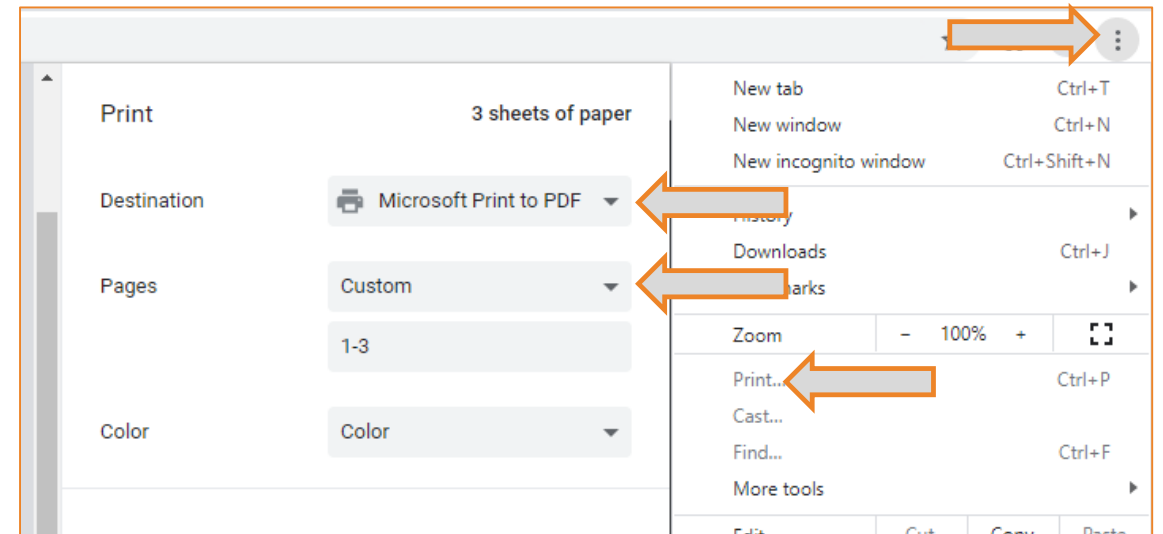 Print 3 sheets of paper
Destination Microsoft Print to PDF
Pages Custom
1-3
Color Color
New tab Ctrl+T
New window Ctrl+N
New incognito window Ctrl+Shift+N
History
Downloads Ctrl+J
Zoom - 100% +
Print... Ctrl+P
Cast...
Find... Ctrl+F
More tools
Copy